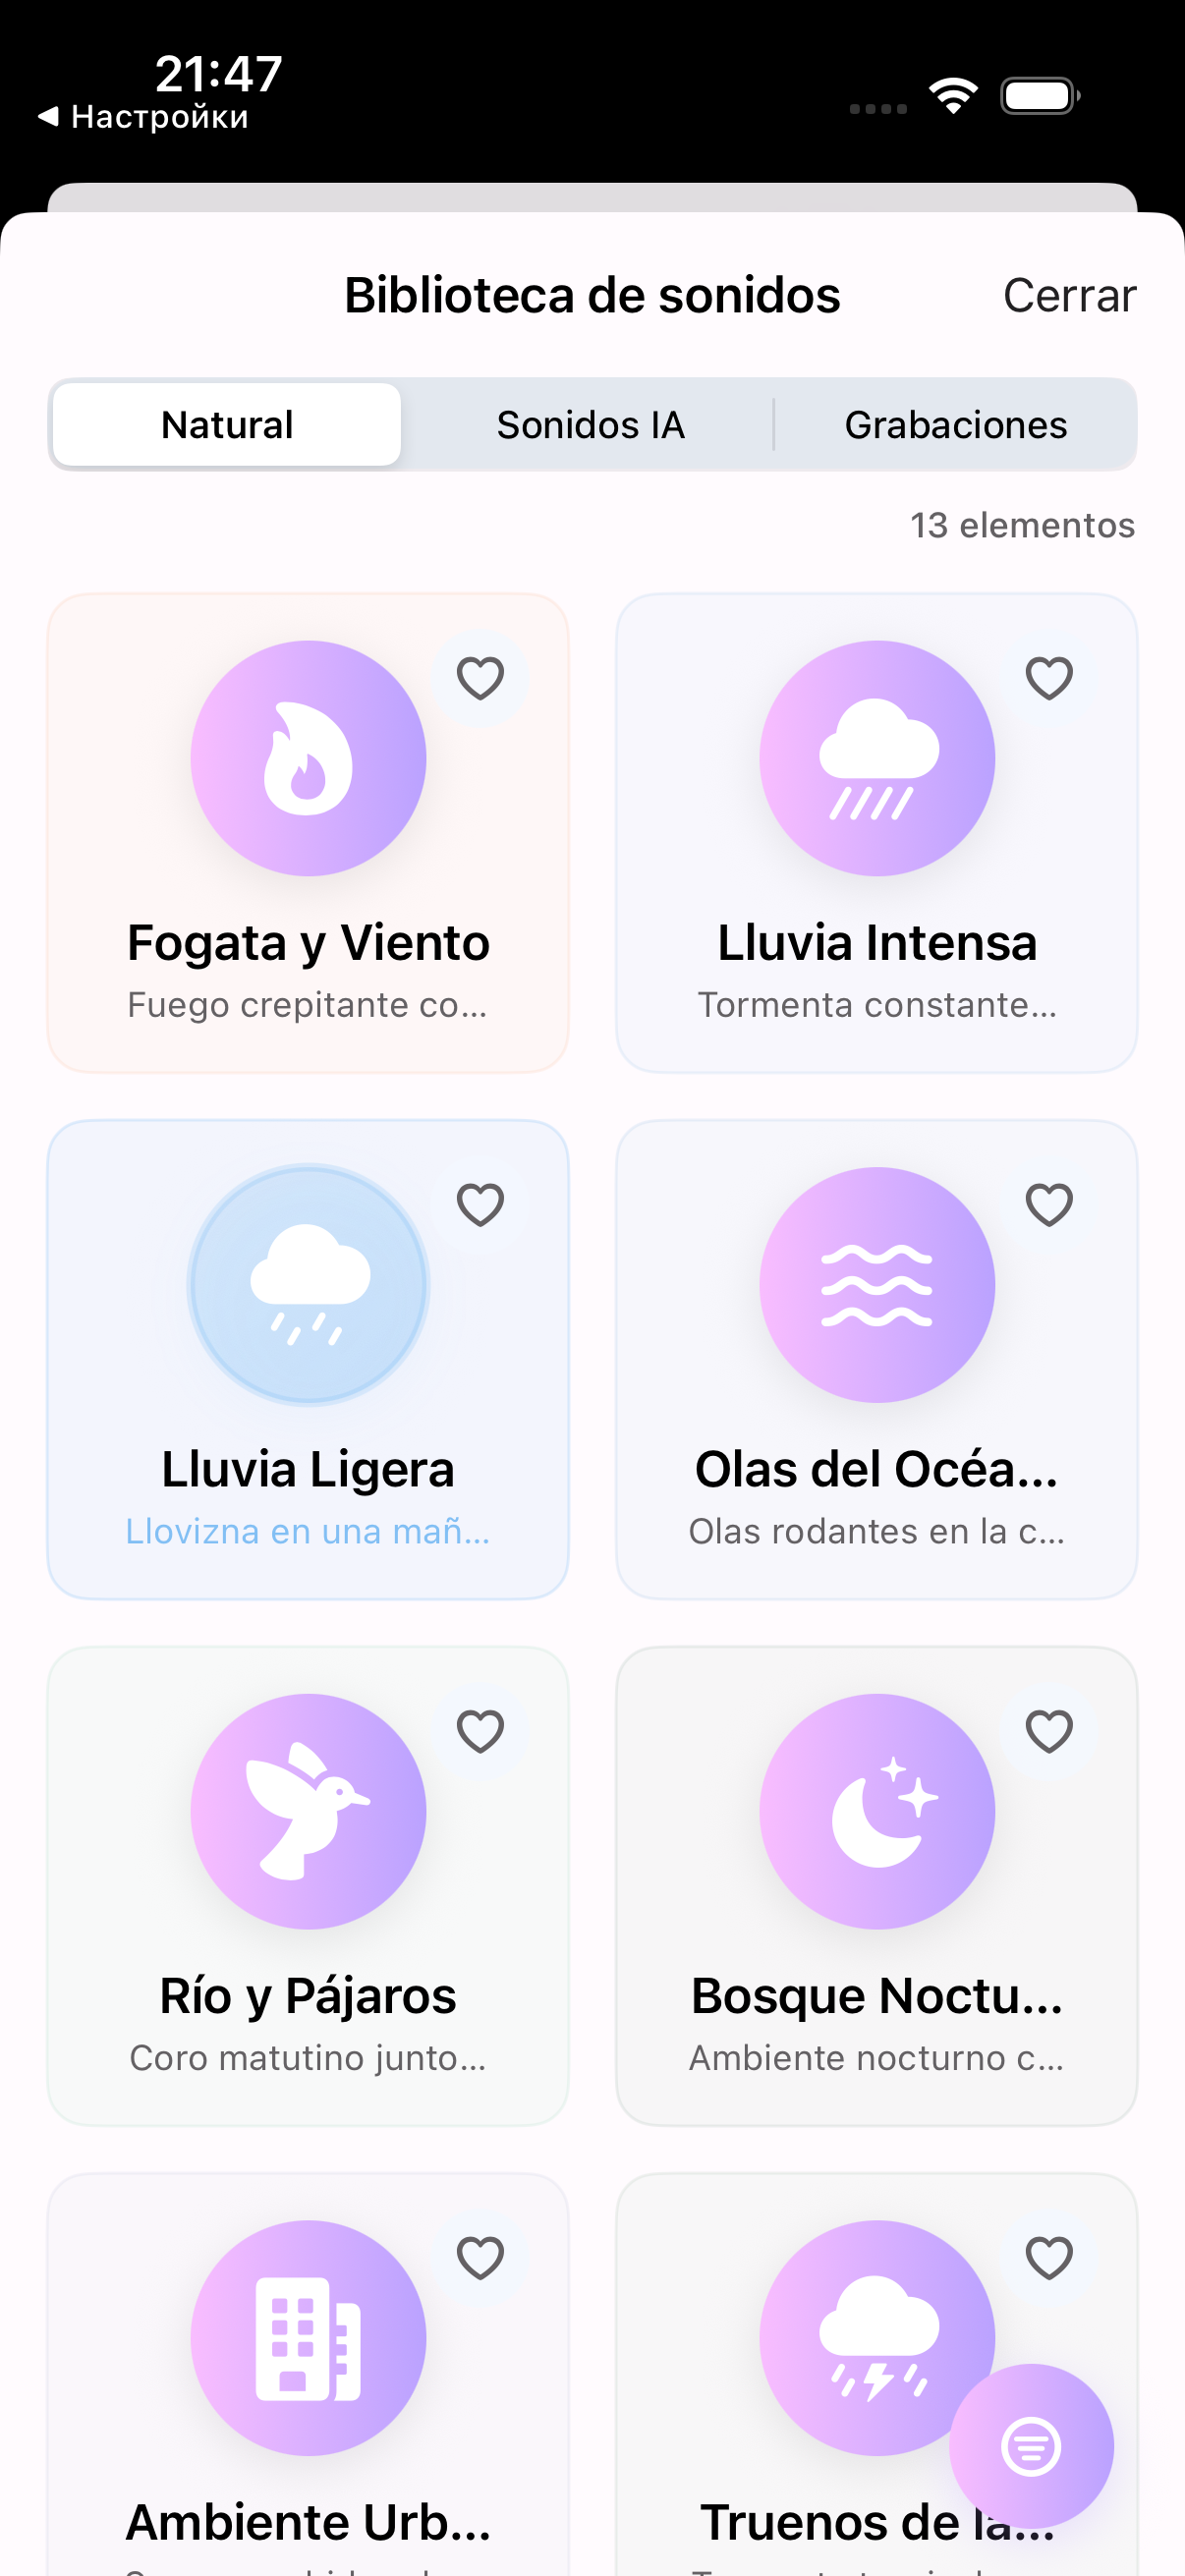 21:47
◀ Настройки
Biblioteca de sonidos
Cerrar
Natural
Sonidos IA
Grabaciones
13 elementos
Fogata y Viento
Fuego crepitante co...
Lluvia Intensa
Tormenta constante...
Lluvia Ligera
Llovizna en una mañ...
Olas del Océa...
Olas rodantes en la c...
Río y Pájaros
Coro matutino junto...
Bosque Noctu...
Ambiente nocturno c...
Ambiente Urb...
Truenos de la...